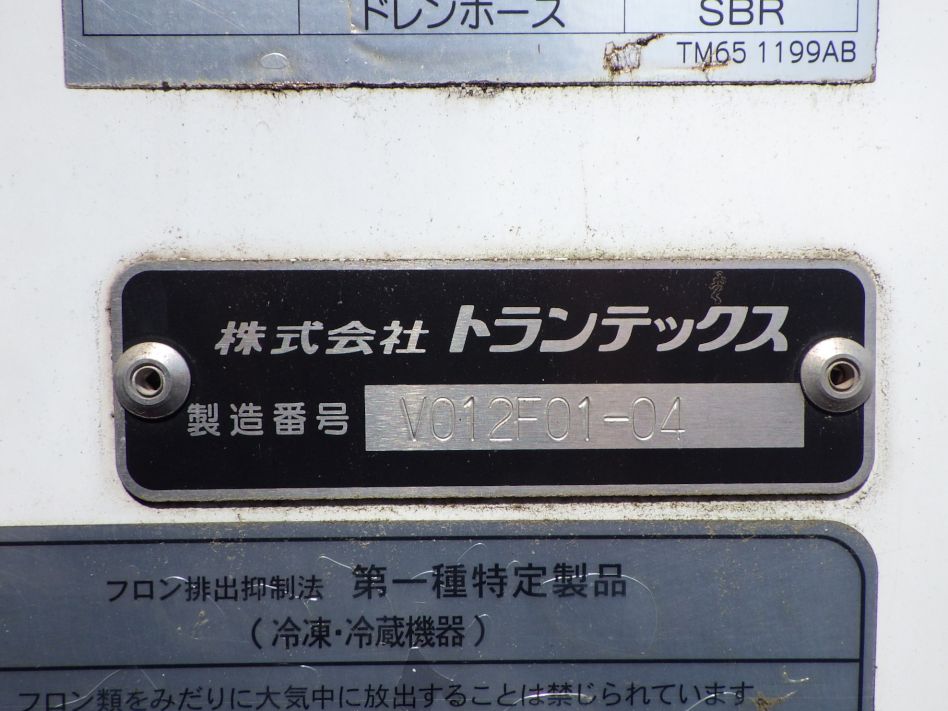 ドレンホース SBR
TM65 1199AB
株式会社 トランテックス
製造番号 V012F01-04
フロン排出抑制法 第一種特定製品
(冷凍・冷蔵機器)
フロン類をみだりに大気中に放出することは禁じられています。